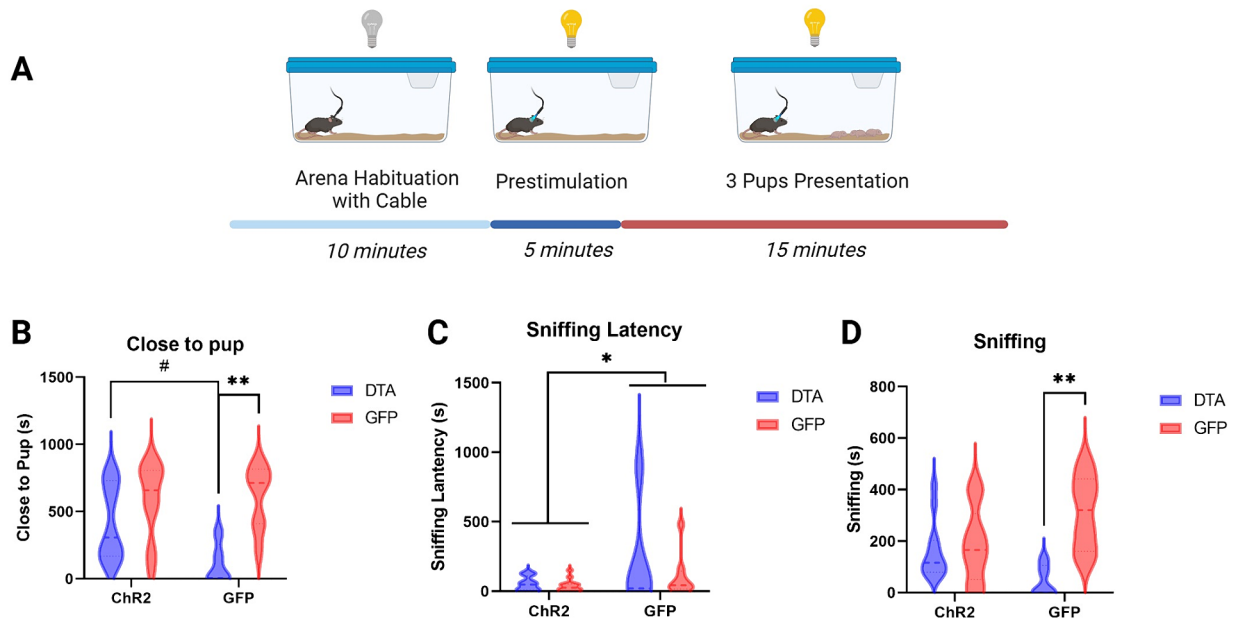 A
Arena Habituation
with Cable
Prestimulation
3 Pups Presentation
10 minutes
5 minutes
15 minutes
B
Close to pup
#
**
1500
1000
500
0
Close to Pup (s)
ChR2
GFP
DTA
GFP
C
Sniffing Latency
*
1500
1000
500
0
Sniffing Lantency (s)
ChR2
GFP
DTA
GFP
D
Sniffing
**
800
600
400
200
0
Sniffing (s)
ChR2
GFP
DTA
GFP